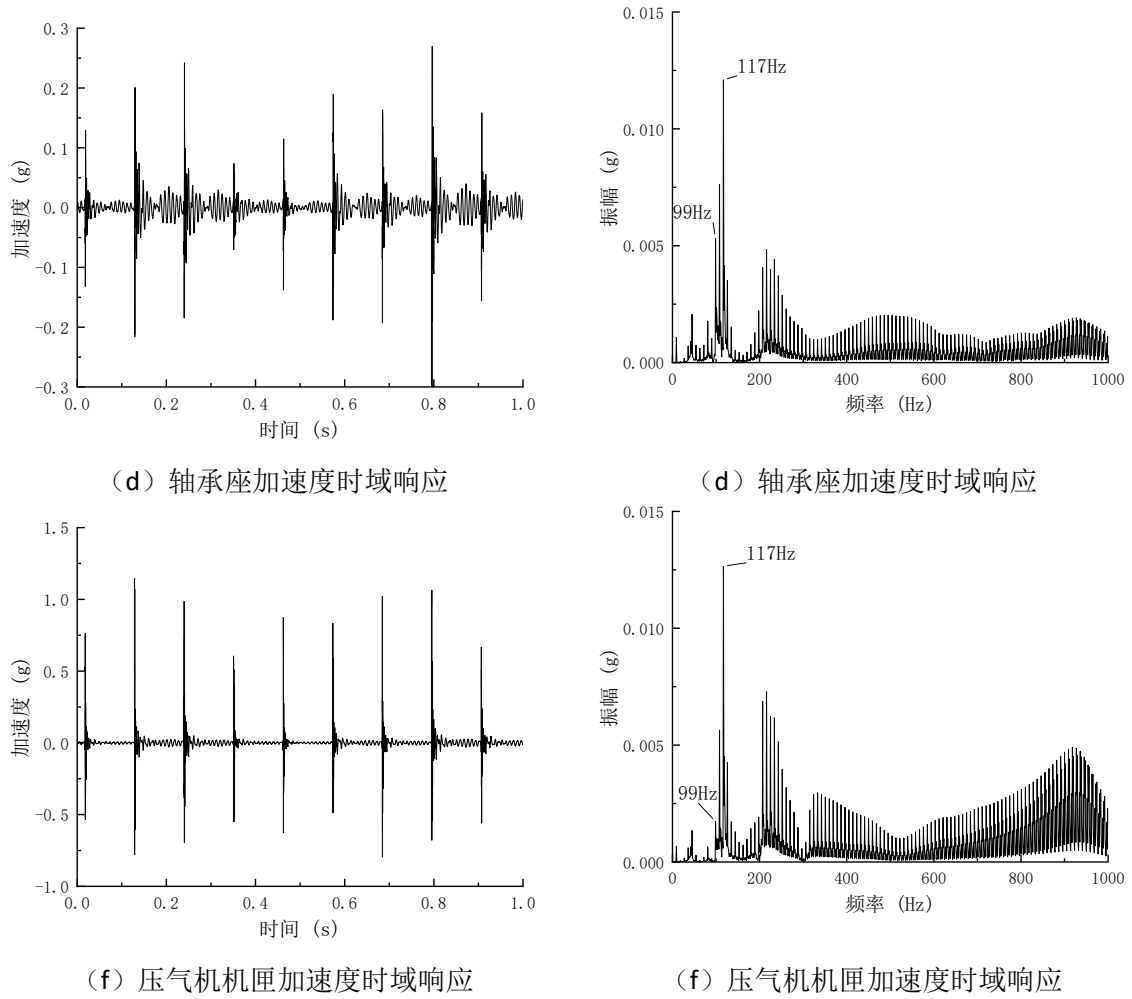 0.3
0.2
0.1
0.0
-0.1
-0.2
-0.3
加速度 (g)
0.0 0.2 0.4 0.6 0.8 1.0
时间 (s)
0.015
0.010
0.005
0.000
振幅 (g)
117Hz
99Hz
0 200 400 600 800 1000
频率 (Hz)
（d）轴承座加速度时域响应
（d）轴承座加速度时域响应
1.5
1.0
0.5
0.0
-0.5
-1.0
加速度 (g)
0.0 0.2 0.4 0.6 0.8 1.0
时间 (s)
0.015
0.010
0.005
0.000
振幅 (g)
117Hz
99Hz
0 200 400 600 800 1000
频率 (Hz)
（f）压气机机匣加速度时域响应
（f）压气机机匣加速度时域响应